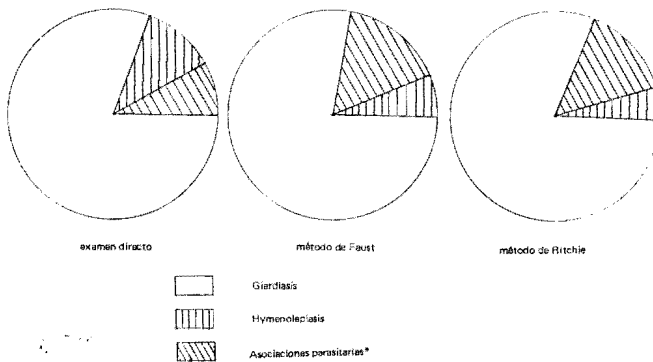 examen directo
método de Faust
método de Ritchie
Giardiasis
Hymenolepiasis
Asociaciones parasitarias*